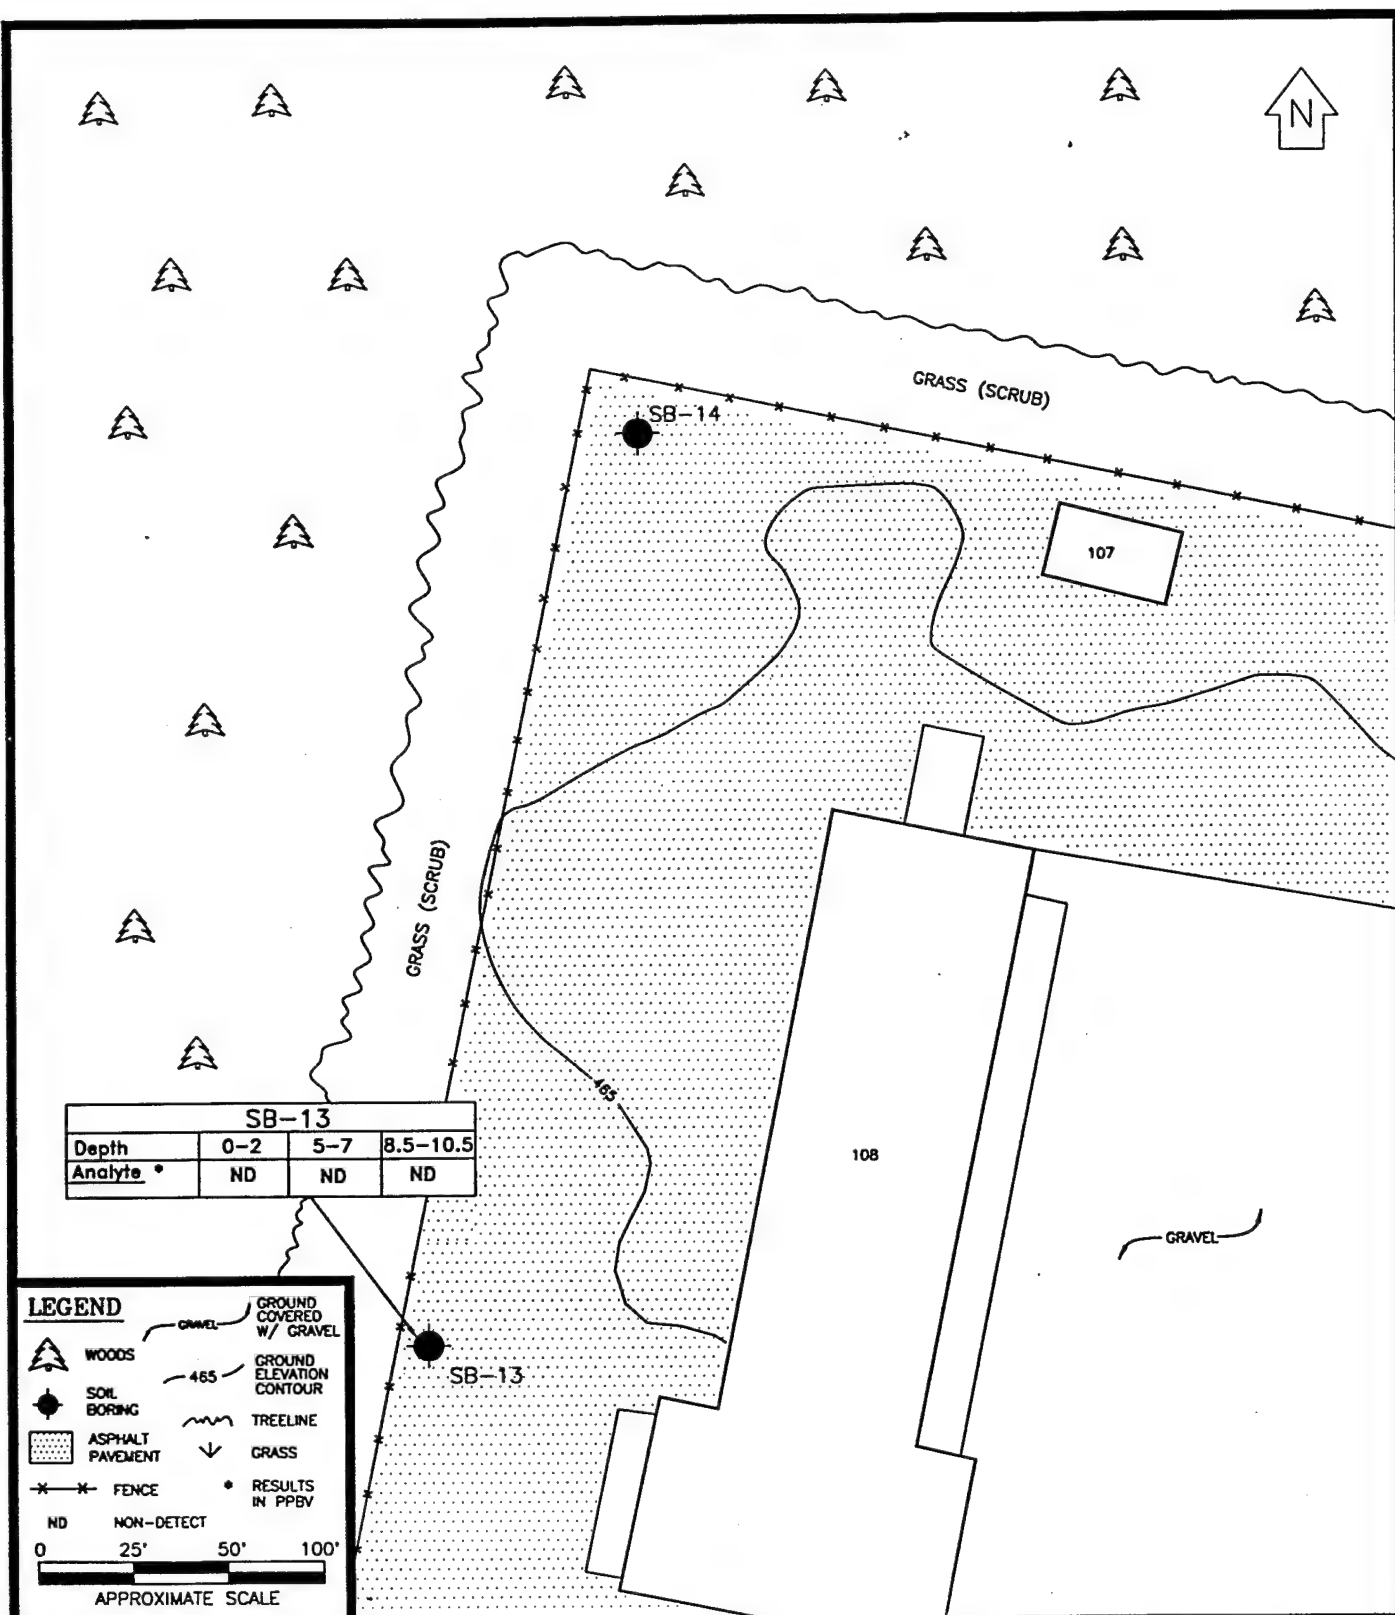 N
GRASS (SCRUB)
SB-14
107
GRASS (SCRUB)
465
SB-13
Depth 0-2 5-7 8.5-10.5
Analyte * ND ND ND
108
GRAVEL
SB-13
LEGEND
WOODS
SOIL
BORING
ASPHALT
PAVEMENT
FENCE
ND NON-DETECT
GRAVEL
GROUND
COVERED
W/ GRAVEL
465
GROUND
ELEVATION
CONTOUR
TREELINE
GRASS
* RESULTS
IN PPBV
0 25' 50' 100'
APPROXIMATE SCALE